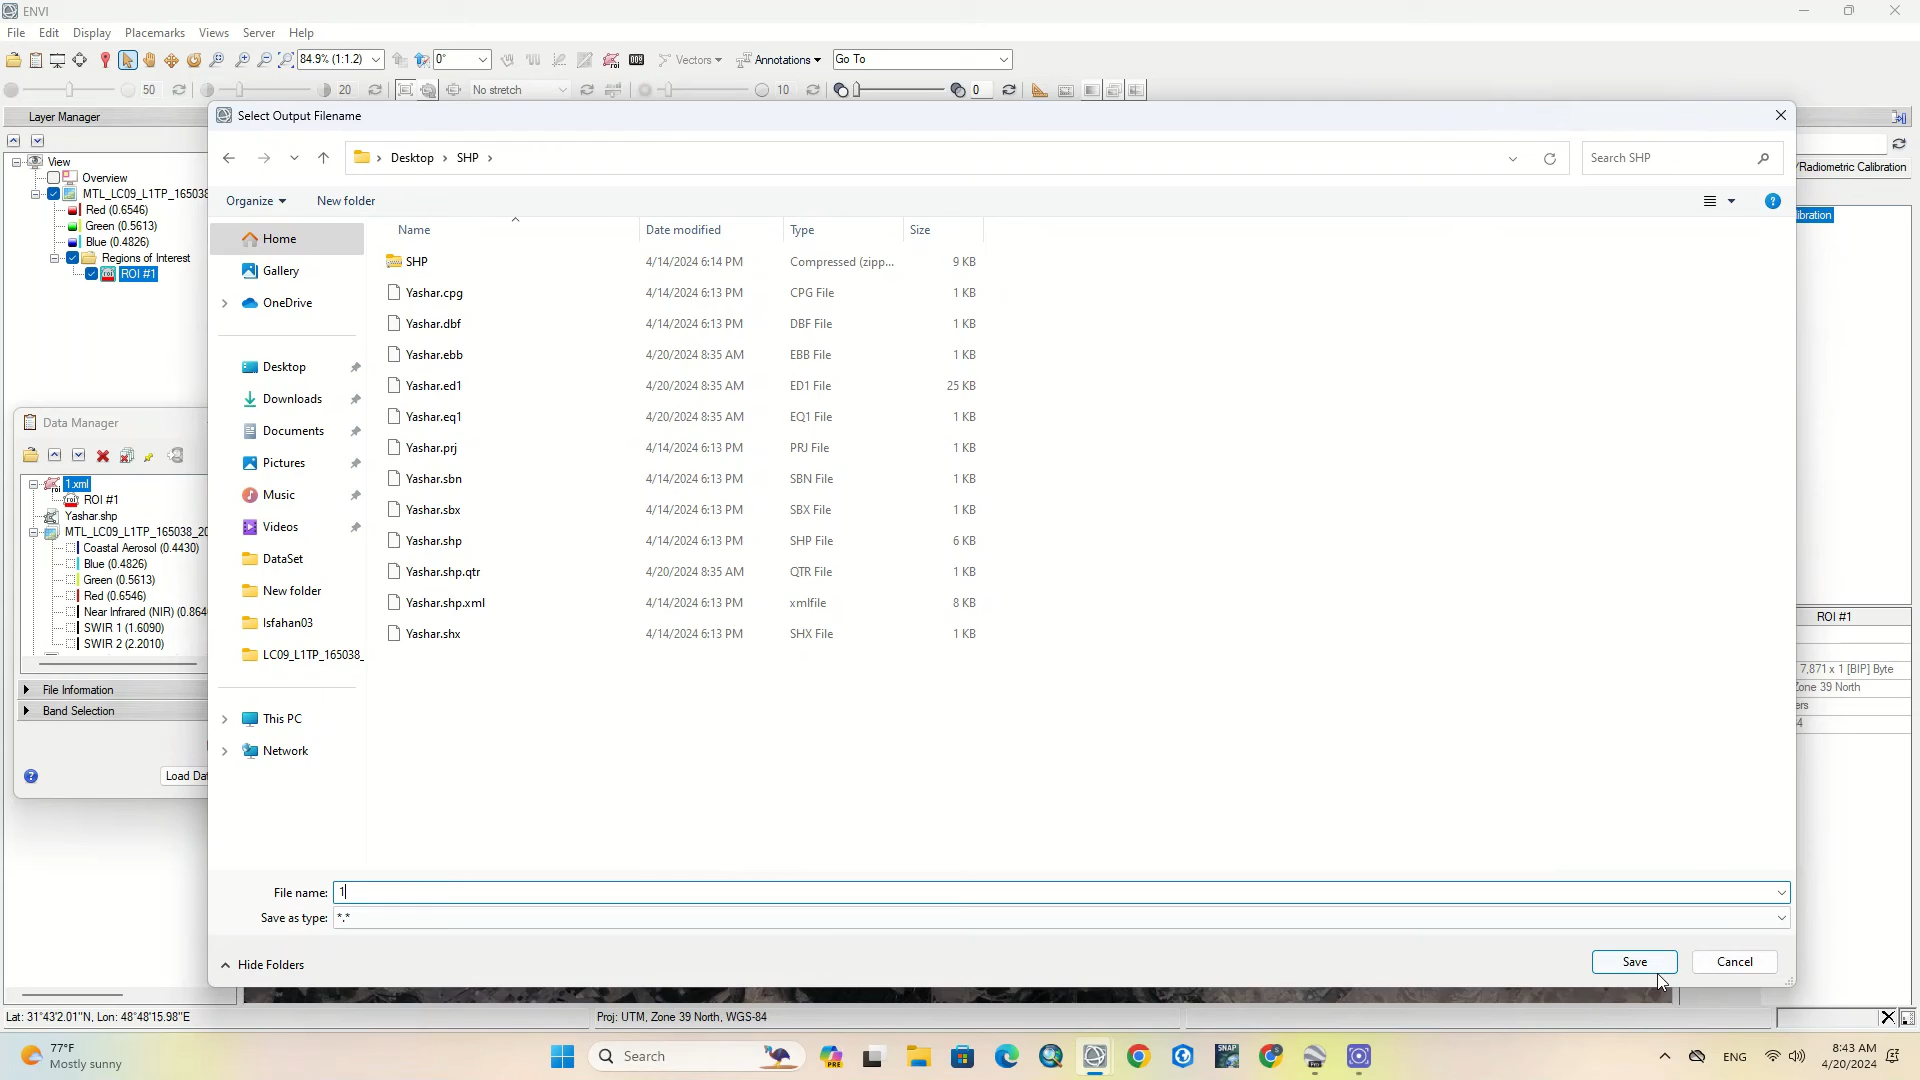 ENVI
File Edit Display Placemarks Views Server Help
84.9% (1:1.2) 0° Vectors Annotations Go To
50 20 No stretch 10 0
Layer Manager
View
Overview
MTL_LC09_L1TP_165038
Red (0.6546)
Green (0.5613)
Blue (0.4826)
Regions of Interest
ROI #1
Data Manager
1.xml
ROI #1
Yashar.shp
MTL_LC09_L1TP_165038_20
Coastal Aerosol (0.4430)
Blue (0.4826)
Green (0.5613)
Red (0.6546)
Near Infrared (NIR) (0.864
SWIR 1 (1.6090)
SWIR 2 (2.2010)
File Information
Band Selection
Load Dat
Select Output Filename
Desktop SHP
Search SHP
Organize New folder
Home
Gallery
OneDrive
Desktop
Downloads
Documents
Pictures
Music
Videos
DataSet
New folder
Isfahan03
LC09_L1TP_165038_
This PC
Network
Name Date modified Type Size
SHP 4/14/2024 6:14 PM Compressed (zipp... 9 KB
Yashar.cpg 4/14/2024 6:13 PM CPG File 1 KB
Yashar.dbf 4/14/2024 6:13 PM DBF File 1 KB
Yashar.ebb 4/20/2024 8:35 AM EBB File 1 KB
Yashar.ed1 4/20/2024 8:35 AM ED1 File 25 KB
Yashar.eq1 4/20/2024 8:35 AM EQ1 File 1 KB
Yashar.prj 4/14/2024 6:13 PM PRJ File 1 KB
Yashar.sbn 4/14/2024 6:13 PM SBN File 1 KB
Yashar.sbx 4/14/2024 6:13 PM SBX File 1 KB
Yashar.shp 4/14/2024 6:13 PM SHP File 6 KB
Yashar.shp.qtr 4/20/2024 8:35 AM QTR File 1 KB
Yashar.shp.xml 4/14/2024 6:13 PM xmlfile 8 KB
Yashar.shx 4/14/2024 6:13 PM SHX File 1 KB
File name: 1
Save as type: *.*
Hide Folders
Save Cancel
/Radiometric Calibration
ibration
ROI #1
7,871 x 1 [BIP] Byte
Zone 39 North
ers
4
Lat: 31°43'2.01"N, Lon: 48°48'15.98"E
Proj: UTM, Zone 39 North, WGS-84
77°F
Mostly sunny
Search
PRE
SNAP
ENG
8:43 AM
4/20/2024